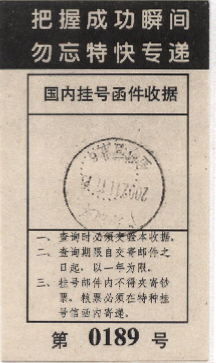 把握成功瞬间
勿忘特快专递
国内挂号函件收据
一、查询时必须交验本收据。
二、查询期限自交寄邮件之
日起，以一年为限。
三、挂号邮件内不得夹寄钞
票。粮票必须在特种挂
号信函内寄递。
第 0189 号